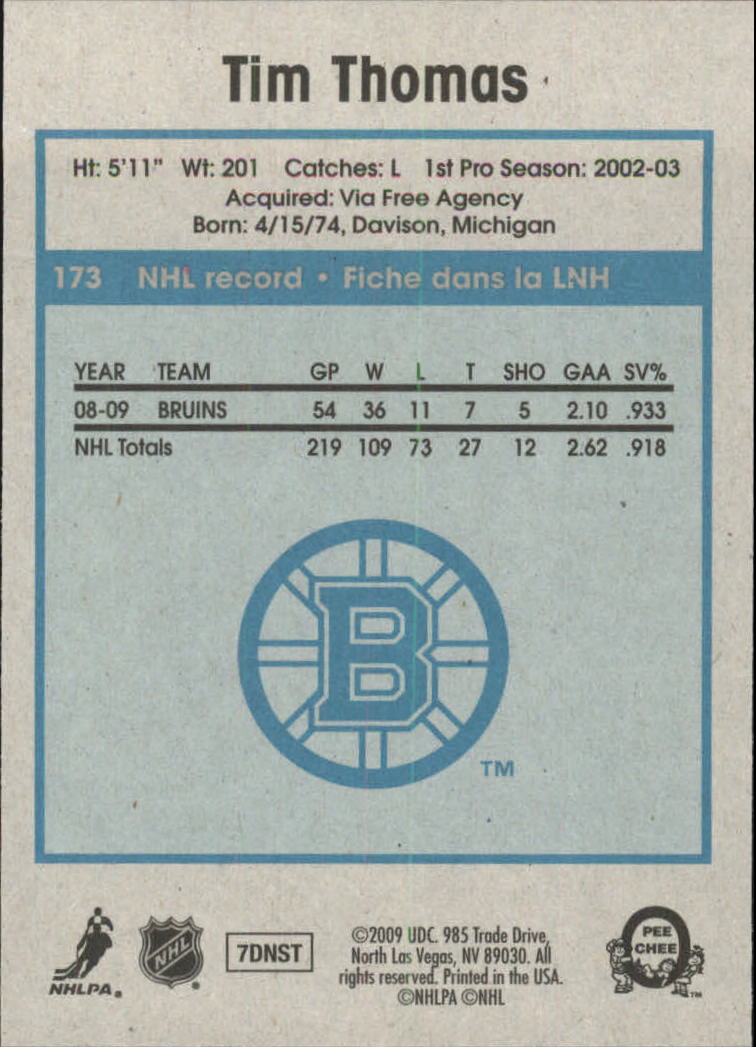 Tim Thomas
Ht: 5'11" Wt: 201 Catches: L 1st Pro Season: 2002-03
Acquired: Via Free Agency
Born: 4/15/74, Davison, Michigan
173 NHL record • Fiche dans la LNH
YEAR TEAM GP W L T SHO GAA SV%
08-09 BRUINS 54 36 11 7 5 2.10 .933
NHL Totals 219 109 73 27 12 2.62 .918
B
TM
NHLPA®
NHL®
7DNST
©2009 UDC. 985 Trade Drive,
North Las Vegas, NV 89030. All
rights reserved. Printed in the USA.
©NHLPA ©NHL
O
PEE
CHEE
TM